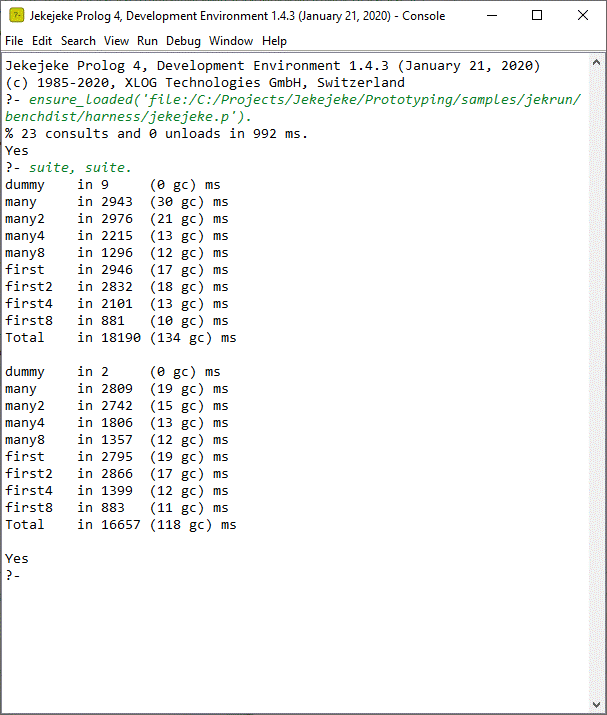 Jekejeke Prolog 4, Development Environment 1.4.3 (January 21, 2020) - Console
File Edit Search View Run Debug Window Help
Jekejeke Prolog 4, Development Environment 1.4.3 (January 21, 2020)
(c) 1985-2020, XLOG Technologies GmbH, Switzerland
?- ensure_loaded('file:/C:/Projects/Jekejeke/Prototyping/samples/jekrun/
benchdist/harness/jekejeke.p').
% 23 consults and 0 unloads in 992 ms.
Yes
?- suite, suite.
dummy    in 9     (0 gc) ms
many     in 2943  (30 gc) ms
many2    in 2976  (21 gc) ms
many4    in 2215  (13 gc) ms
many8    in 1296  (12 gc) ms
first    in 2946  (17 gc) ms
first2   in 2832  (18 gc) ms
first4   in 2101  (13 gc) ms
first8   in 881   (10 gc) ms
Total    in 18190 (134 gc) ms
dummy    in 2     (0 gc) ms
many     in 2809  (19 gc) ms
many2    in 2742  (15 gc) ms
many4    in 1806  (13 gc) ms
many8    in 1357  (12 gc) ms
first    in 2795  (19 gc) ms
first2   in 2866  (17 gc) ms
first4   in 1399  (12 gc) ms
first8   in 883   (11 gc) ms
Total    in 16657 (118 gc) ms
Yes
?-